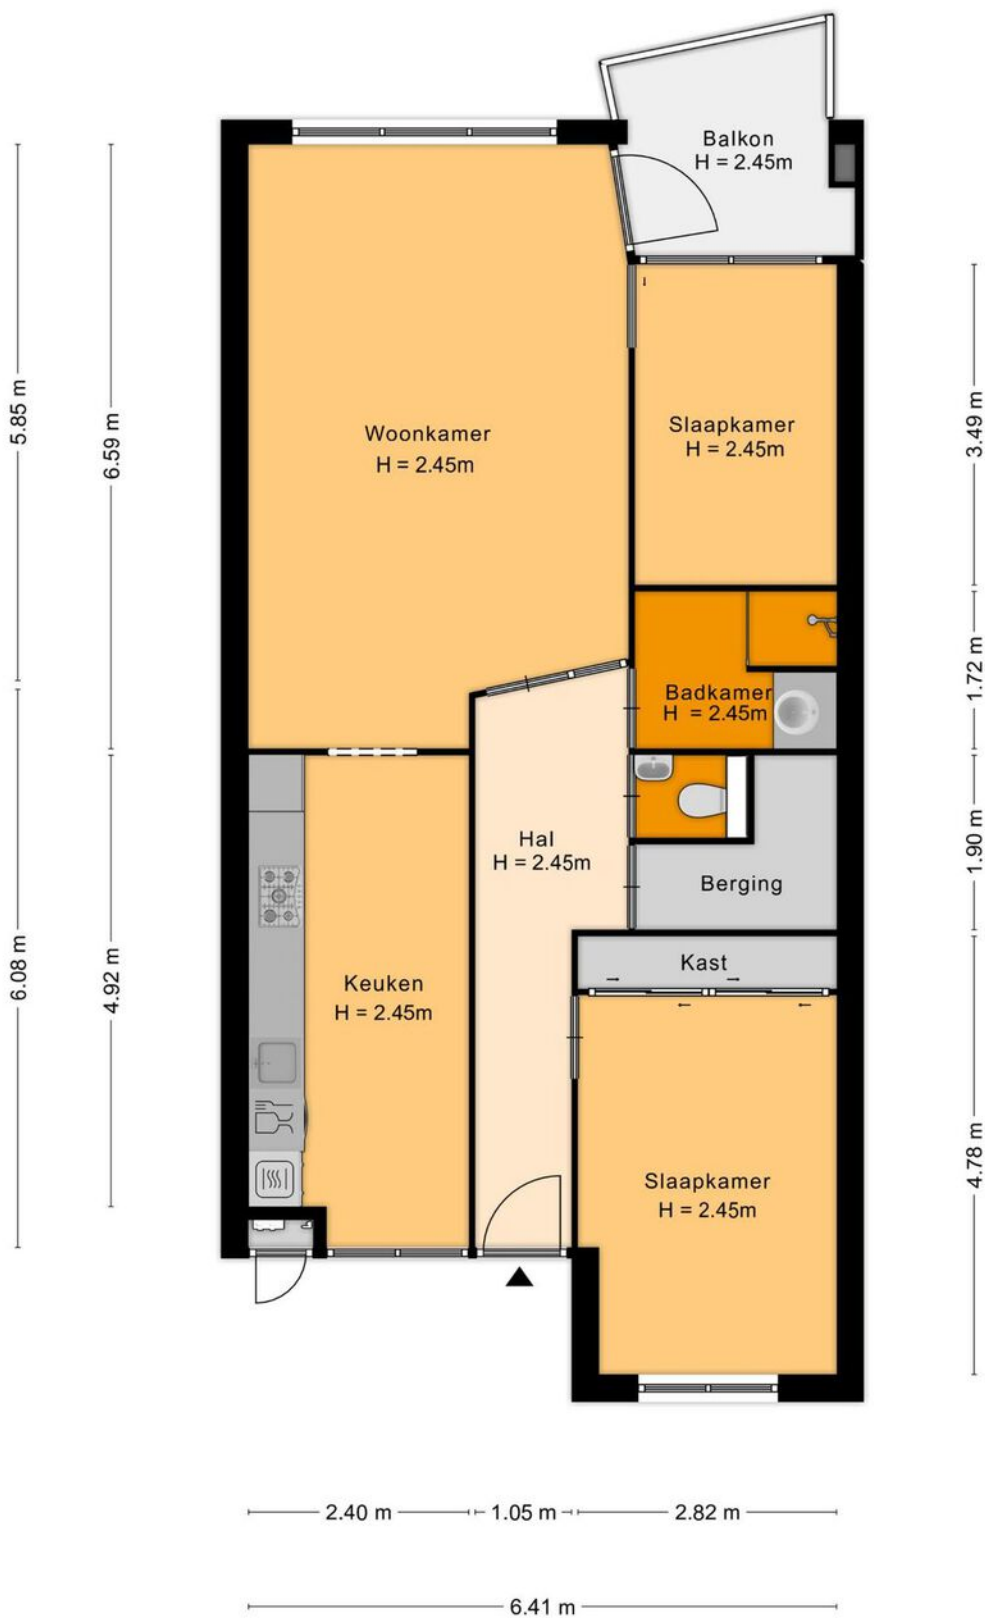 Balkon
H = 2.45m
Woonkamer
H = 2.45m
Slaapkamer
H = 2.45m
Badkamer
H = 2.45m
Hal
H = 2.45m
Berging
Kast
Keuken
H = 2.45m
Slaapkamer
H = 2.45m
5.85 m
6.08 m
6.59 m
4.92 m
3.49 m
1.72 m
1.90 m
4.78 m
2.40 m
1.05 m
2.82 m
6.41 m